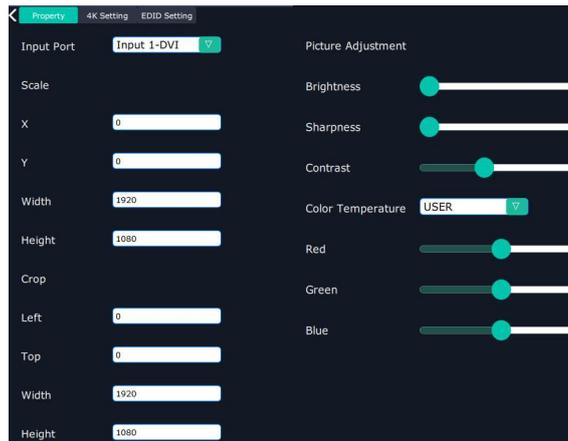 Property 4K Setting EDID Setting
Input Port Input 1-DVI
Scale
X 0
Y 0
Width 1920
Height 1080
Crop
Left 0
Top 0
Width 1920
Height 1080
Picture Adjustment
Brightness
Sharpness
Contrast
Color Temperature USER
Red
Green
Blue